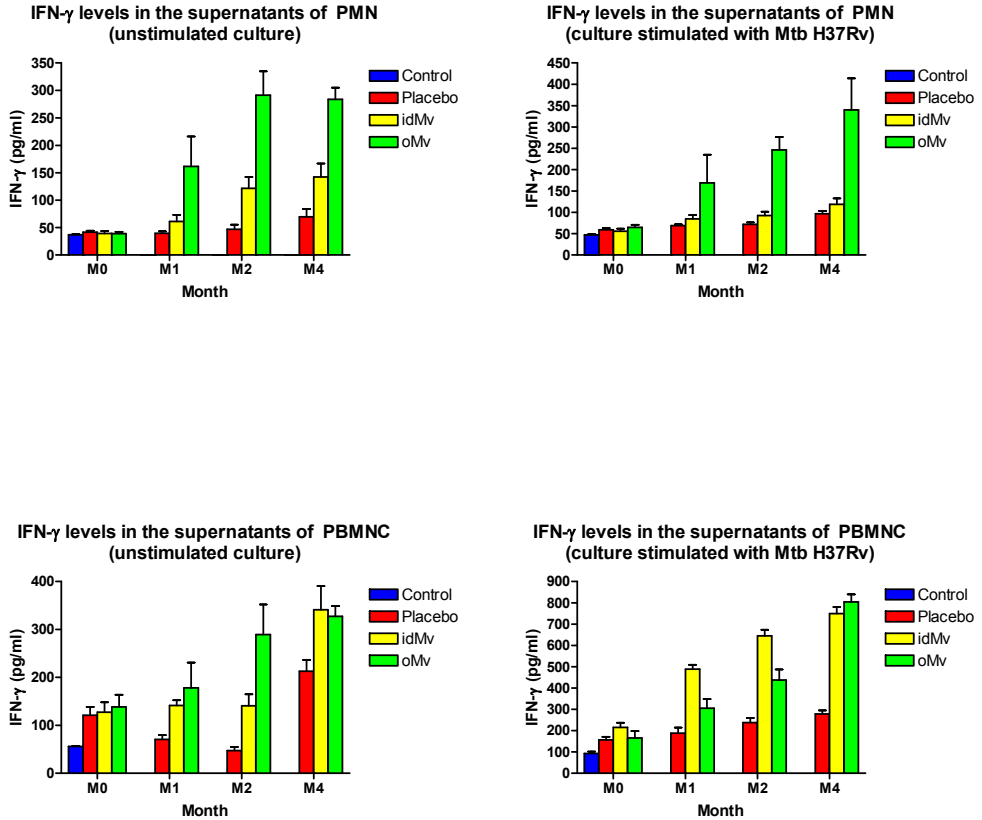 IFN-γ levels in the supernatants of PMN
(unstimulated culture)
350
300
250
200
150
100
50
0
IFN-γ (pg/ml)
M0 M1 M2 M4
Month
Control
Placebo
idMv
oMv
IFN-γ levels in the supernatants of PMN
(culture stimulated with Mtb H37Rv)
450
400
350
300
250
200
150
100
50
0
IFN-γ (pg/ml)
M0 M1 M2 M4
Month
Control
Placebo
idMv
oMv
IFN-γ levels in the supernatants of PBMNC
(unstimulated culture)
400
300
200
100
0
IFN-γ (pg/ml)
M0 M1 M2 M4
Month
Control
Placebo
idMv
oMv
IFN-γ levels in the supernatants of PBMNC
(culture stimulated with Mtb H37Rv)
900
800
700
600
500
400
300
200
100
0
IFN-γ (pg/ml)
M0 M1 M2 M4
Month
Control
Placebo
idMv
oMv